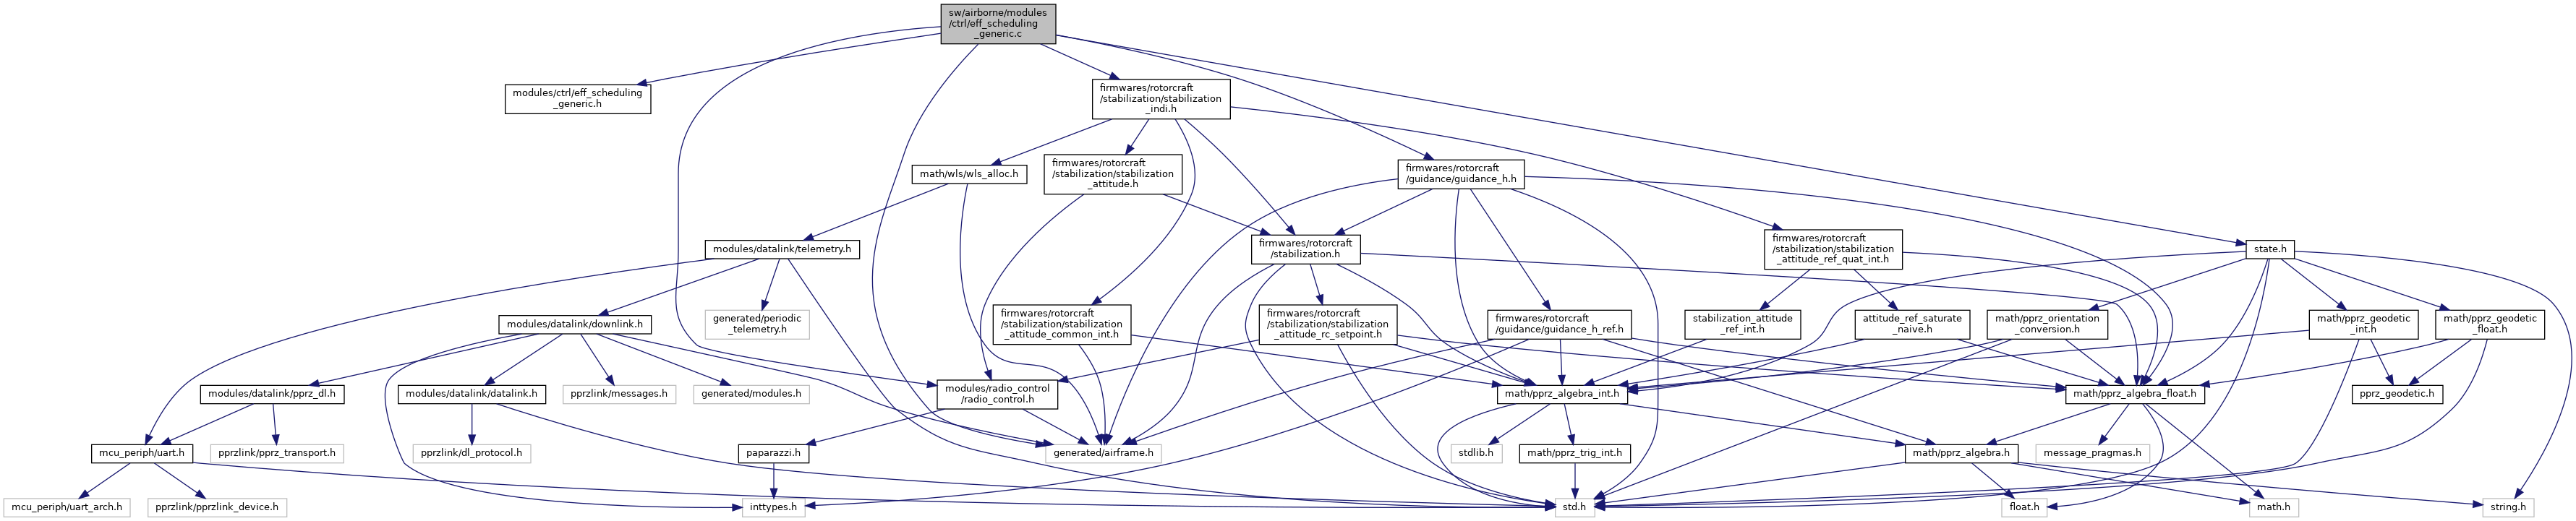 sw/airborne/modules
/ctrl/eff_scheduling
_generic.c
modules/ctrl/eff_scheduling
_generic.h
firmwares/rotorcraft
/stabilization/stabilization
_indi.h
math/wls/wls_alloc.h
firmwares/rotorcraft
/stabilization/stabilization
_attitude.h
firmwares/rotorcraft
/guidance/guidance_h.h
modules/datalink/telemetry.h
firmwares/rotorcraft
/stabilization.h
firmwares/rotorcraft
/stabilization/stabilization
_attitude_ref_quat_int.h
state.h
generated/periodic
_telemetry.h
modules/datalink/downlink.h
firmwares/rotorcraft
/stabilization/stabilization
_attitude_common_int.h
firmwares/rotorcraft
/stabilization/stabilization
_attitude_rc_setpoint.h
firmwares/rotorcraft
/guidance/guidance_h_ref.h
stabilization_attitude
_ref_int.h
attitude_ref_saturate
_naive.h
math/pprz_orientation
_conversion.h
math/pprz_geodetic
_int.h
math/pprz_geodetic
_float.h
modules/datalink/pprz_dl.h
modules/datalink/datalink.h
pprzlink/messages.h
generated/modules.h
modules/radio_control
/radio_control.h
math/pprz_algebra_int.h
math/pprz_algebra_float.h
pprz_geodetic.h
mcu_periph/uart.h
pprzlink/pprz_transport.h
pprzlink/dl_protocol.h
paparazzi.h
generated/airframe.h
stdlib.h
math/pprz_trig_int.h
math/pprz_algebra.h
message_pragmas.h
mcu_periph/uart_arch.h
pprzlink/pprzlink_device.h
inttypes.h
std.h
float.h
math.h
string.h